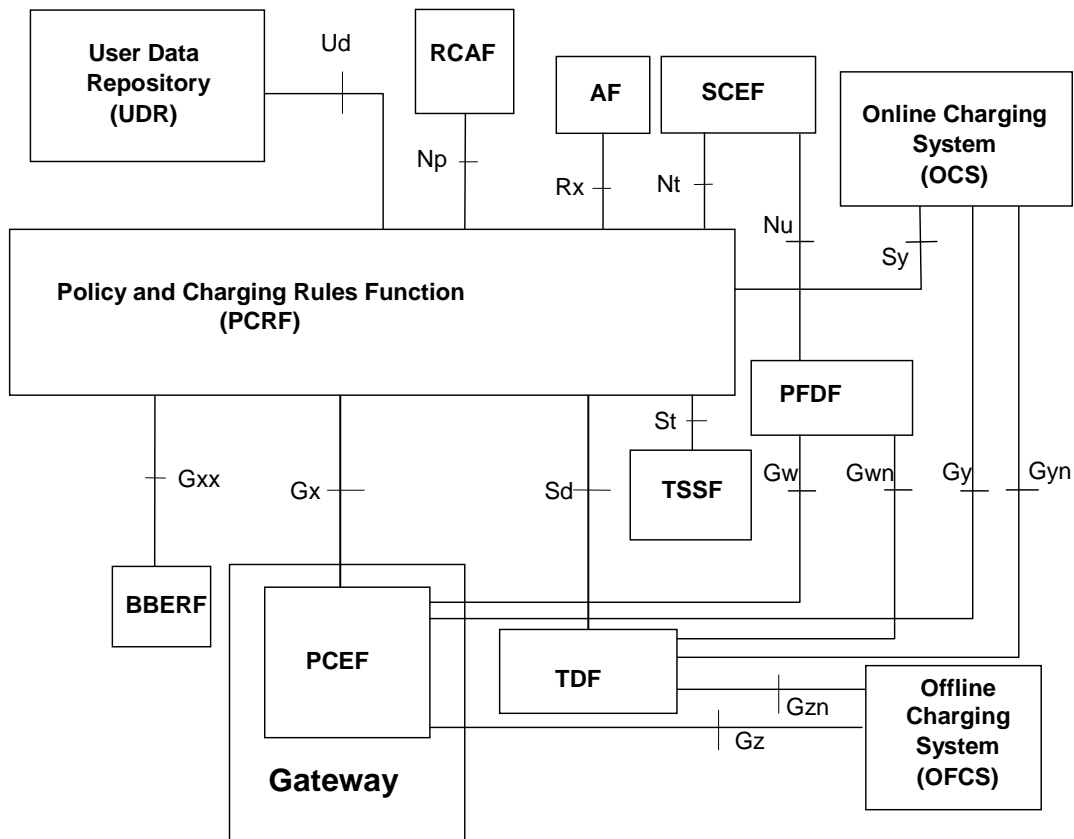 User Data
Repository
(UDR)
Ud
RCAF
AF
SCEF
Online Charging
System
(OCS)
Np
Rx
Nt
Nu
Sy
Policy and Charging Rules Function
(PCRF)
PFDF
St
Gxx
Gx
Sd
TSSF
Gw
Gwn
Gy
Gyn
BBERF
PCEF
TDF
Offline
Charging
System
(OFCS)
Gzn
Gz
Gateway